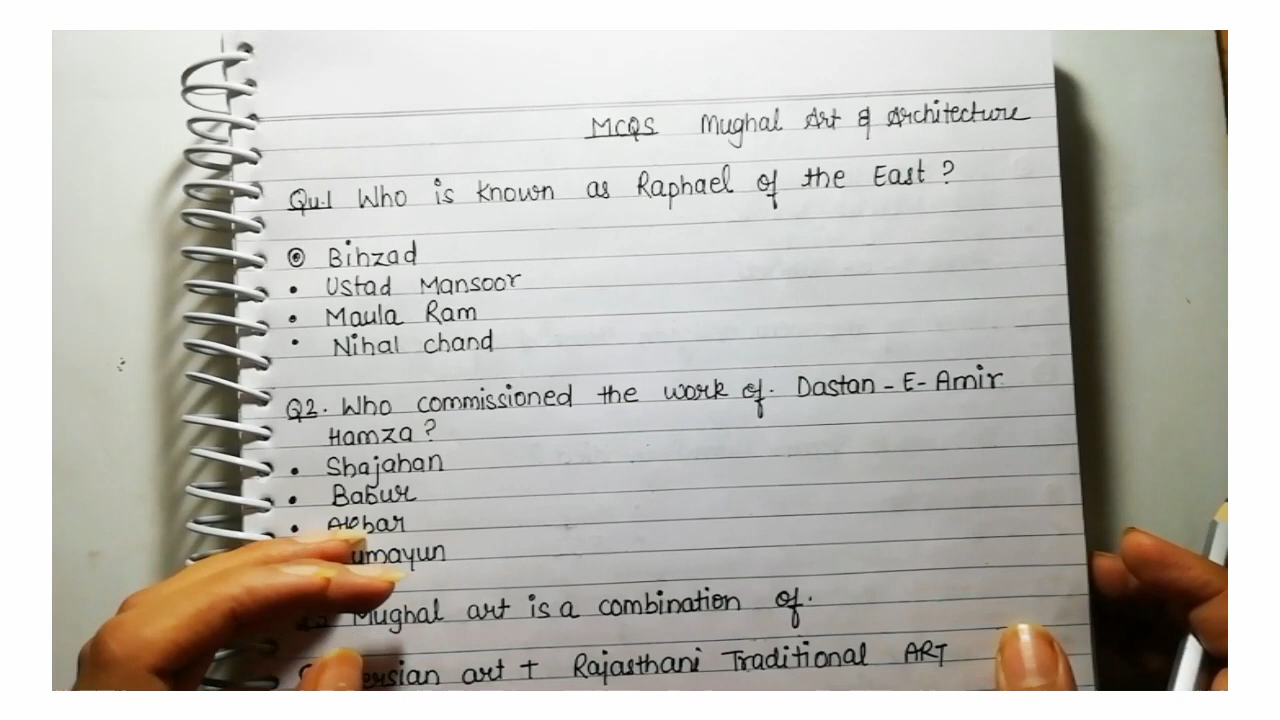 MCQS Mughal Art & Architecture
Qu.1 Who is known as Raphael of the East ?
Bihzad
• Ustad Mansoor
• Maula Ram
• Nihal chand
Q2. Who commissioned the work of. Dastan - E - Amir
Hamza ?
• Shajahan
• Babur
• Akbar
umayun
Mughal art is a combination of.
ersian art + Rajasthani Traditional ART